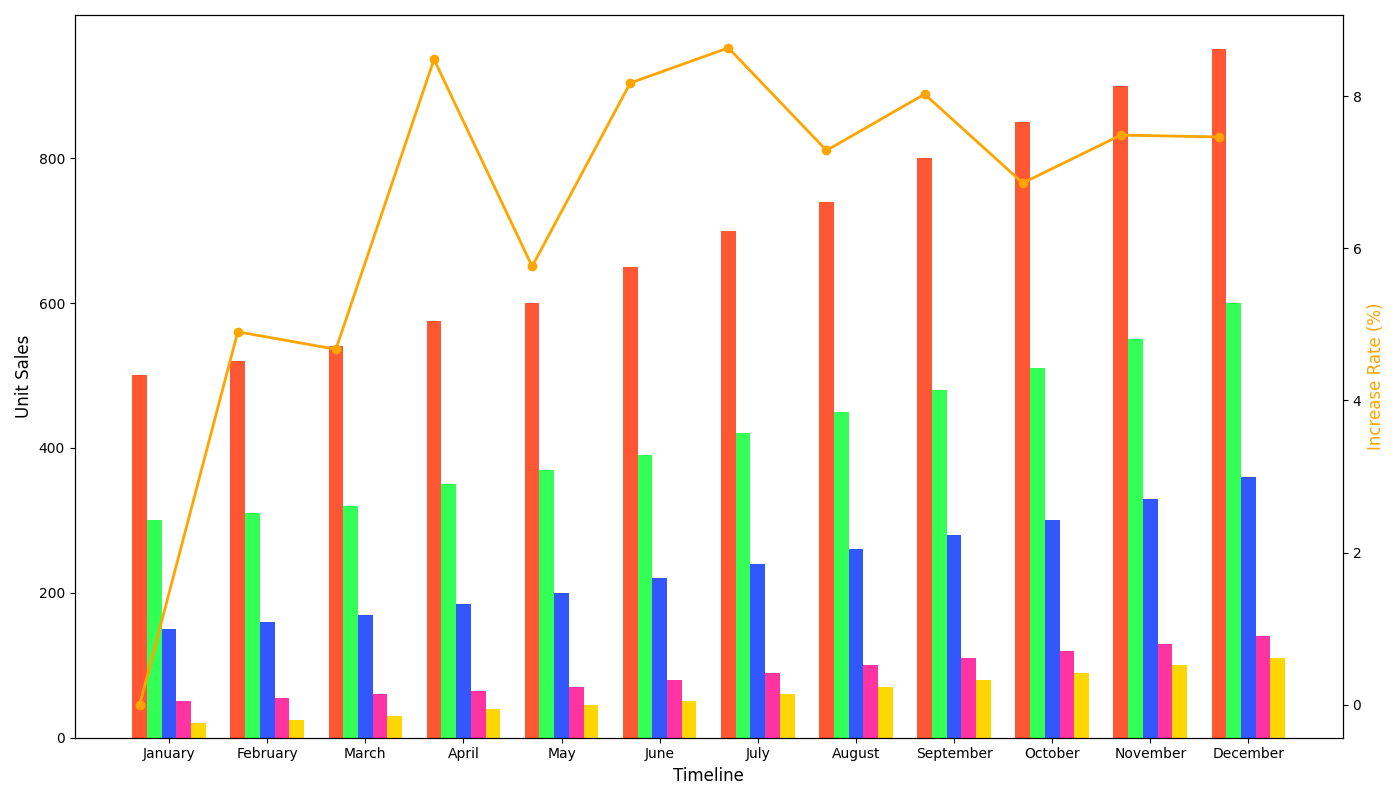 800
600
400
200
0
Unit Sales
January February March April May June July August September October November December
Timeline
8
6
4
2
0
Increase Rate (%)